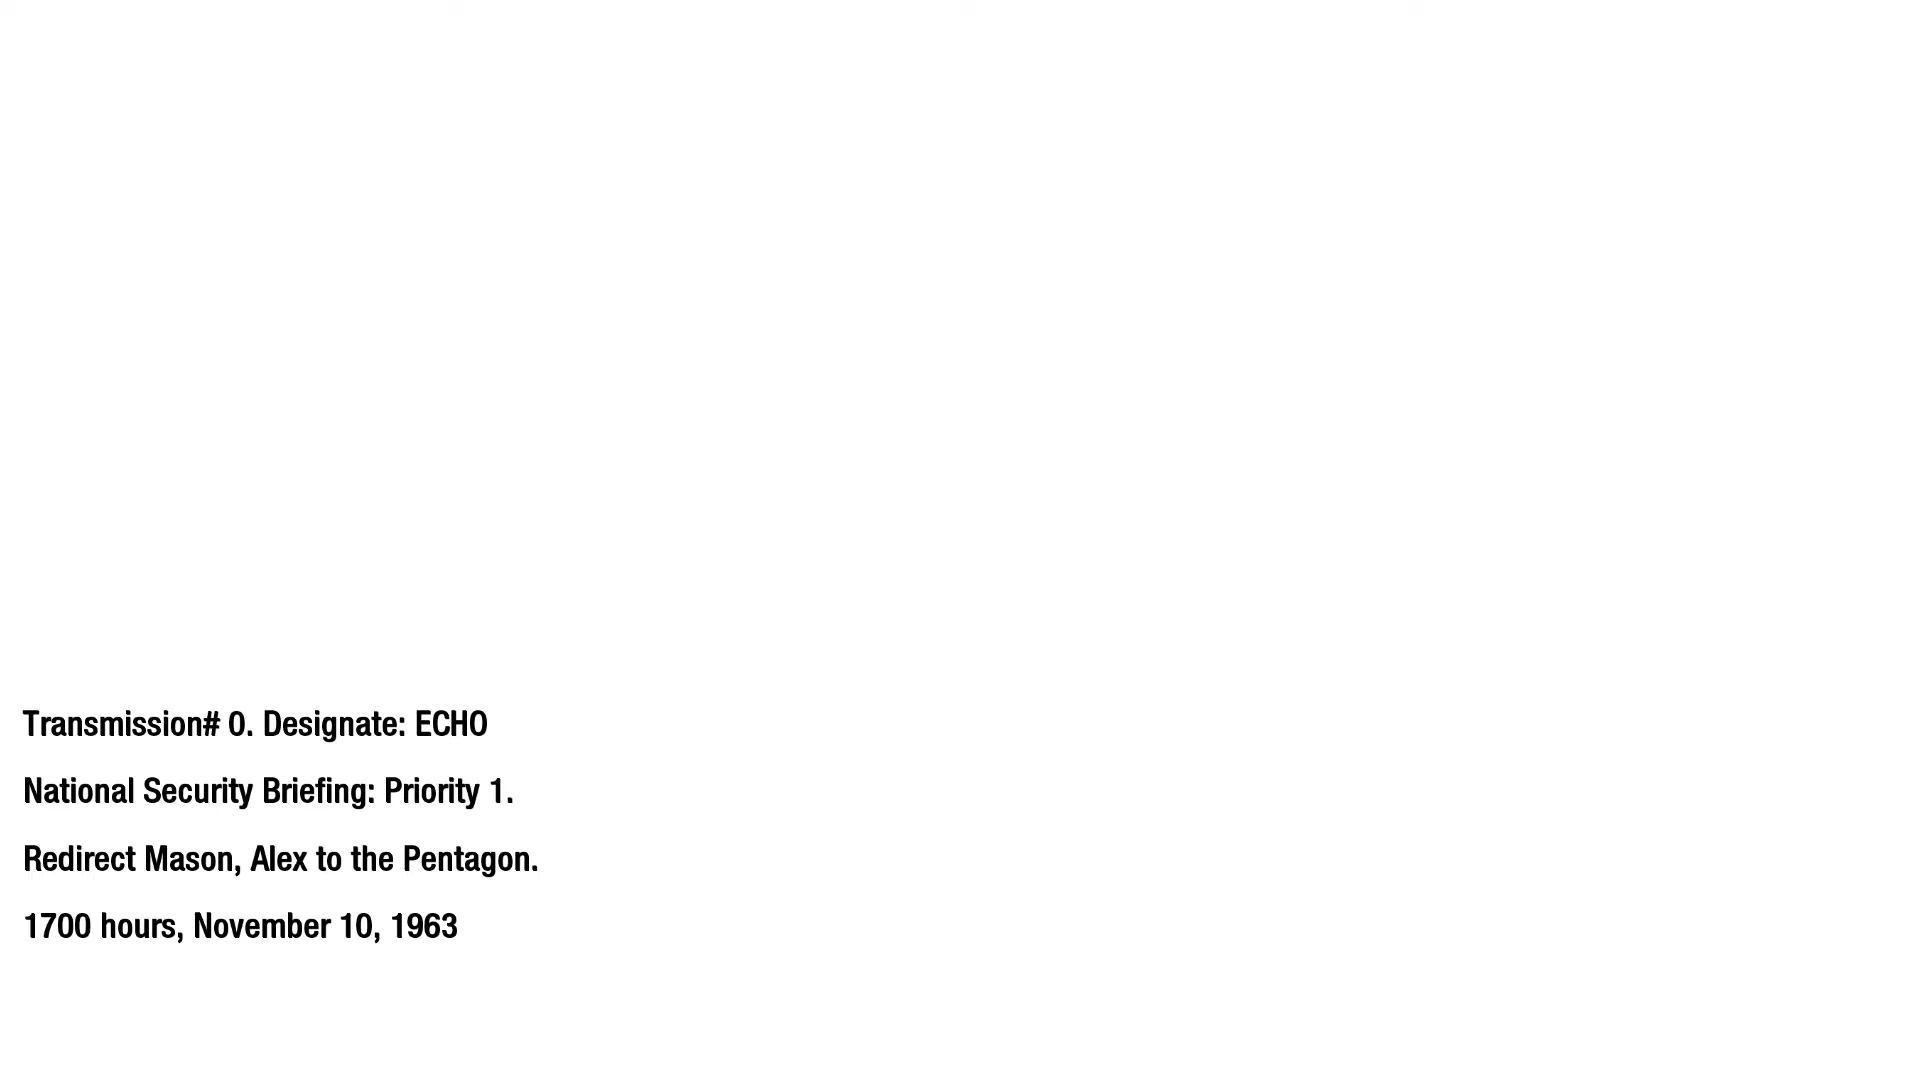 Transmission# 0. Designate: ECHO
National Security Briefing: Priority 1.
Redirect Mason, Alex to the Pentagon.
1700 hours, November 10, 1963